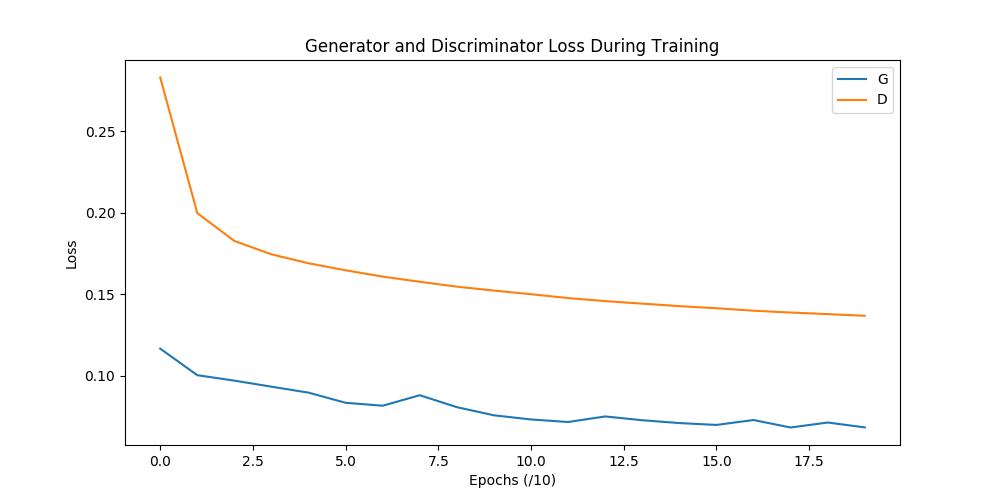 Generator and Discriminator Loss During Training
G
D
Loss
0.25
0.20
0.15
0.10
0.0 2.5 5.0 7.5 10.0 12.5 15.0 17.5
Epochs (/10)